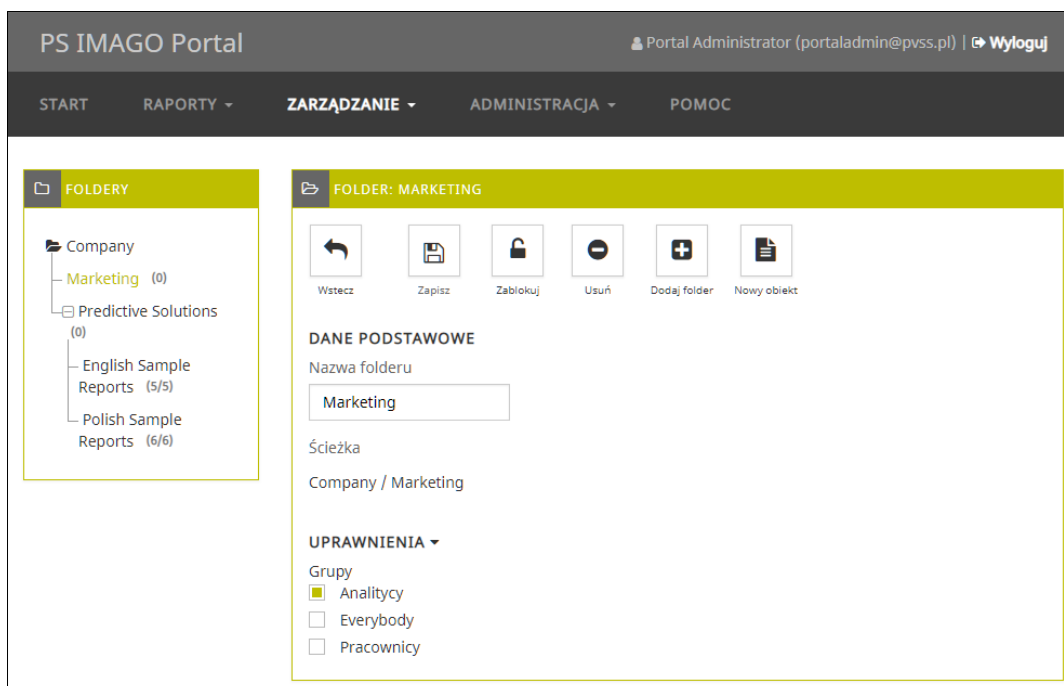 PS IMAGO Portal
Portal Administrator (portaladmin@pvss.pl) | Wyloguj
START RAPORTY ZARZĄDZANIE ADMINISTRACJA POMOC
FOLDERY
Company
Marketing (0)
Predictive Solutions
(0)
English Sample
Reports (5/5)
Polish Sample
Reports (6/6)
FOLDER: MARKETING
Wstecz Zapisz Zablokuj Usuń Dodaj folder Nowy obiekt
DANE PODSTAWOWE
Nazwa folderu
Marketing
Ścieżka
Company / Marketing
UPRAWNIENIA
Grupy
Analitycy
Everybody
Pracownicy